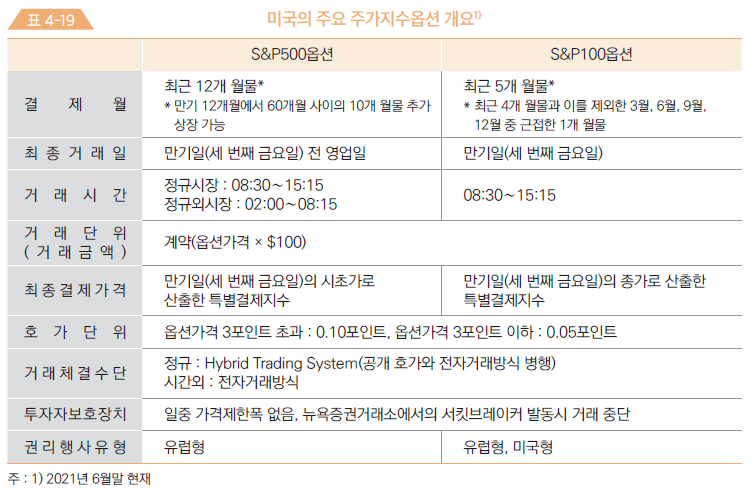 표 4-19
미국의 주요 주가지수옵션 개요1)
S&P500옵션
S&P100옵션
결제월
최근 12개 월물*
* 만기 12개월에서 60개월 사이의 10개 월물 추가
상장 가능
최근 5개 월물*
* 최근 4개 월물과 이를 제외한 3월, 6월, 9월,
12월 중 근접한 1개 월물
최종거래일
만기일(세 번째 금요일) 전 영업일
만기일(세 번째 금요일)
거래시간
정규시장 : 08:30~15:15
정규외시장 : 02:00~08:15
08:30~15:15
거래단위
(거래금액)
계약(옵션가격 × $100)
최종결제가격
만기일(세 번째 금요일)의 시초가로
산출한 특별결제지수
만기일(세 번째 금요일)의 종가로 산출한
특별결제지수
호가단위
옵션가격 3포인트 초과 : 0.10포인트, 옵션가격 3포인트 이하 : 0.05포인트
거래체결수단
정규 : Hybrid Trading System(공개 호가와 전자거래방식 병행)
시간외 : 전자거래방식
투자자보호장치
일중 가격제한폭 없음, 뉴욕증권거래소에서의 서킷브레이커 발동시 거래 중단
권리행사유형
유럽형
유럽형, 미국형
주 : 1) 2021년 6월말 현재